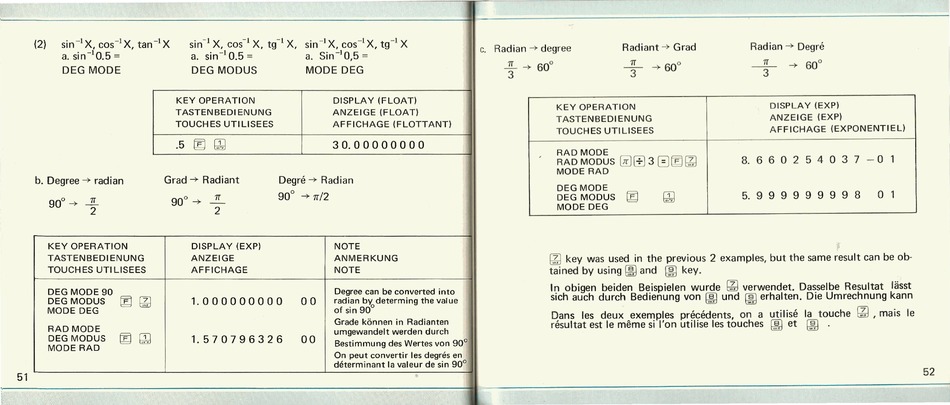 (2) sin⁻¹X, cos⁻¹X, tan⁻¹X sin⁻¹X, cos⁻¹X, tg⁻¹X, sin⁻¹X, cos⁻¹X, tg⁻¹X
a. sin⁻¹0.5 = a. sin⁻¹0.5 = a. Sin⁻¹0,5 =
DEG MODE DEG MODUS MODE DEG
KEY OPERATION DISPLAY (FLOAT)
TASTENBEDIENUNG ANZEIGE (FLOAT)
TOUCHES UTILISEES AFFICHAGE (FLOTTANT)
.5 F 1 30.00000000
b. Degree → radian Grad → Radiant Degré → Radian
90° → π/2 90° → π/2 90° → π/2
KEY OPERATION DISPLAY (EXP) NOTE
TASTENBEDIENUNG ANZEIGE ANMERKUNG
TOUCHES UTILISEES AFFICHAGE NOTE
DEG MODE 90
DEG MODUS F 7 1.000000000 00
MODE DEG
RAD MODE
DEG MODUS F 1 1.570796326 00
MODE RAD
Degree can be converted into
radian by determing the value
of sin 90°
Grade können in Radianten
umgewandelt werden durch
Bestimmung des Wertes von 90°
On peut convertir les degrés en
déterminant la valeur de sin 90°
51
c. Radian → degree Radiant → Grad Radian → Degré
π/3 → 60° π/3 → 60° π/3 → 60°
KEY OPERATION DISPLAY (EXP)
TASTENBEDIENUNG ANZEIGE (EXP)
TOUCHES UTILISEES AFFICHAGE (EXPONENTIEL)
RAD MODE
RAD MODUS π ÷ 3 = F 7 8.660254037 −01
MODE RAD
DEG MODE
DEG MODUS F 1 5.999999998 01
MODE DEG
7 key was used in the previous 2 examples, but the same result can be ob-
tained by using 8 and 9 key.
In obigen beiden Beispielen wurde 7 verwendet. Dasselbe Resultat lässt
sich auch durch Bedienung von 8 und 9 erhalten. Die Umrechnung kann
Dans les deux exemples précédents, on a utilisé la touche 7 , mais le
résultat est le même si l'on utilise les touches 8 et 9 .
52